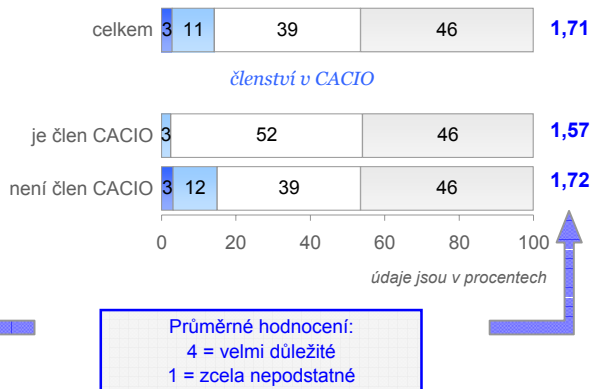 celkem 3 11 39 46 1,71
členství v CACIO
je člen CACIO 3 52 46 1,57
není člen CACIO 3 12 39 46 1,72
0 20 40 60 80 100
údaje jsou v procentech
Průměrné hodnocení:
4 = velmi důležité
1 = zcela nepodstatné